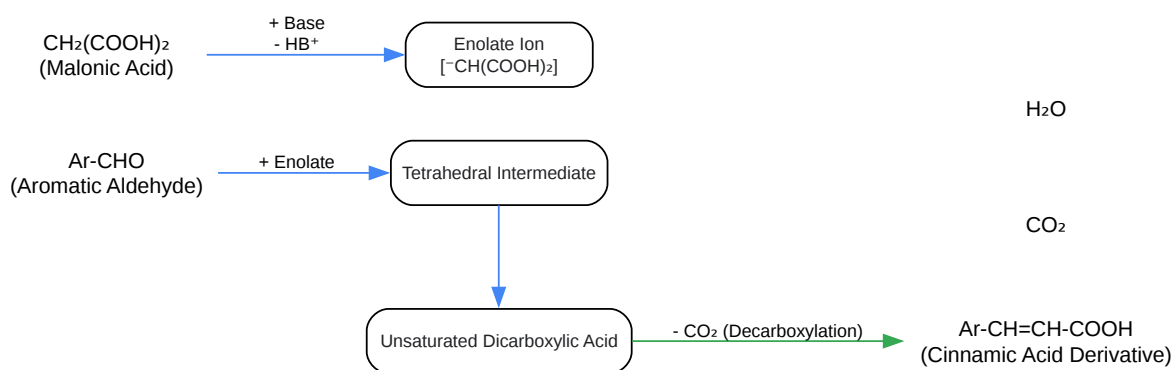 CH₂(COOH)₂
(Malonic Acid)
+ Base
- HB⁺
Enolate Ion
[⁻CH(COOH)₂]
H₂O
Ar-CHO
(Aromatic Aldehyde)
+ Enolate
Tetrahedral Intermediate
CO₂
Unsaturated Dicarboxylic Acid
- CO₂ (Decarboxylation)
Ar-CH=CH-COOH
(Cinnamic Acid Derivative)